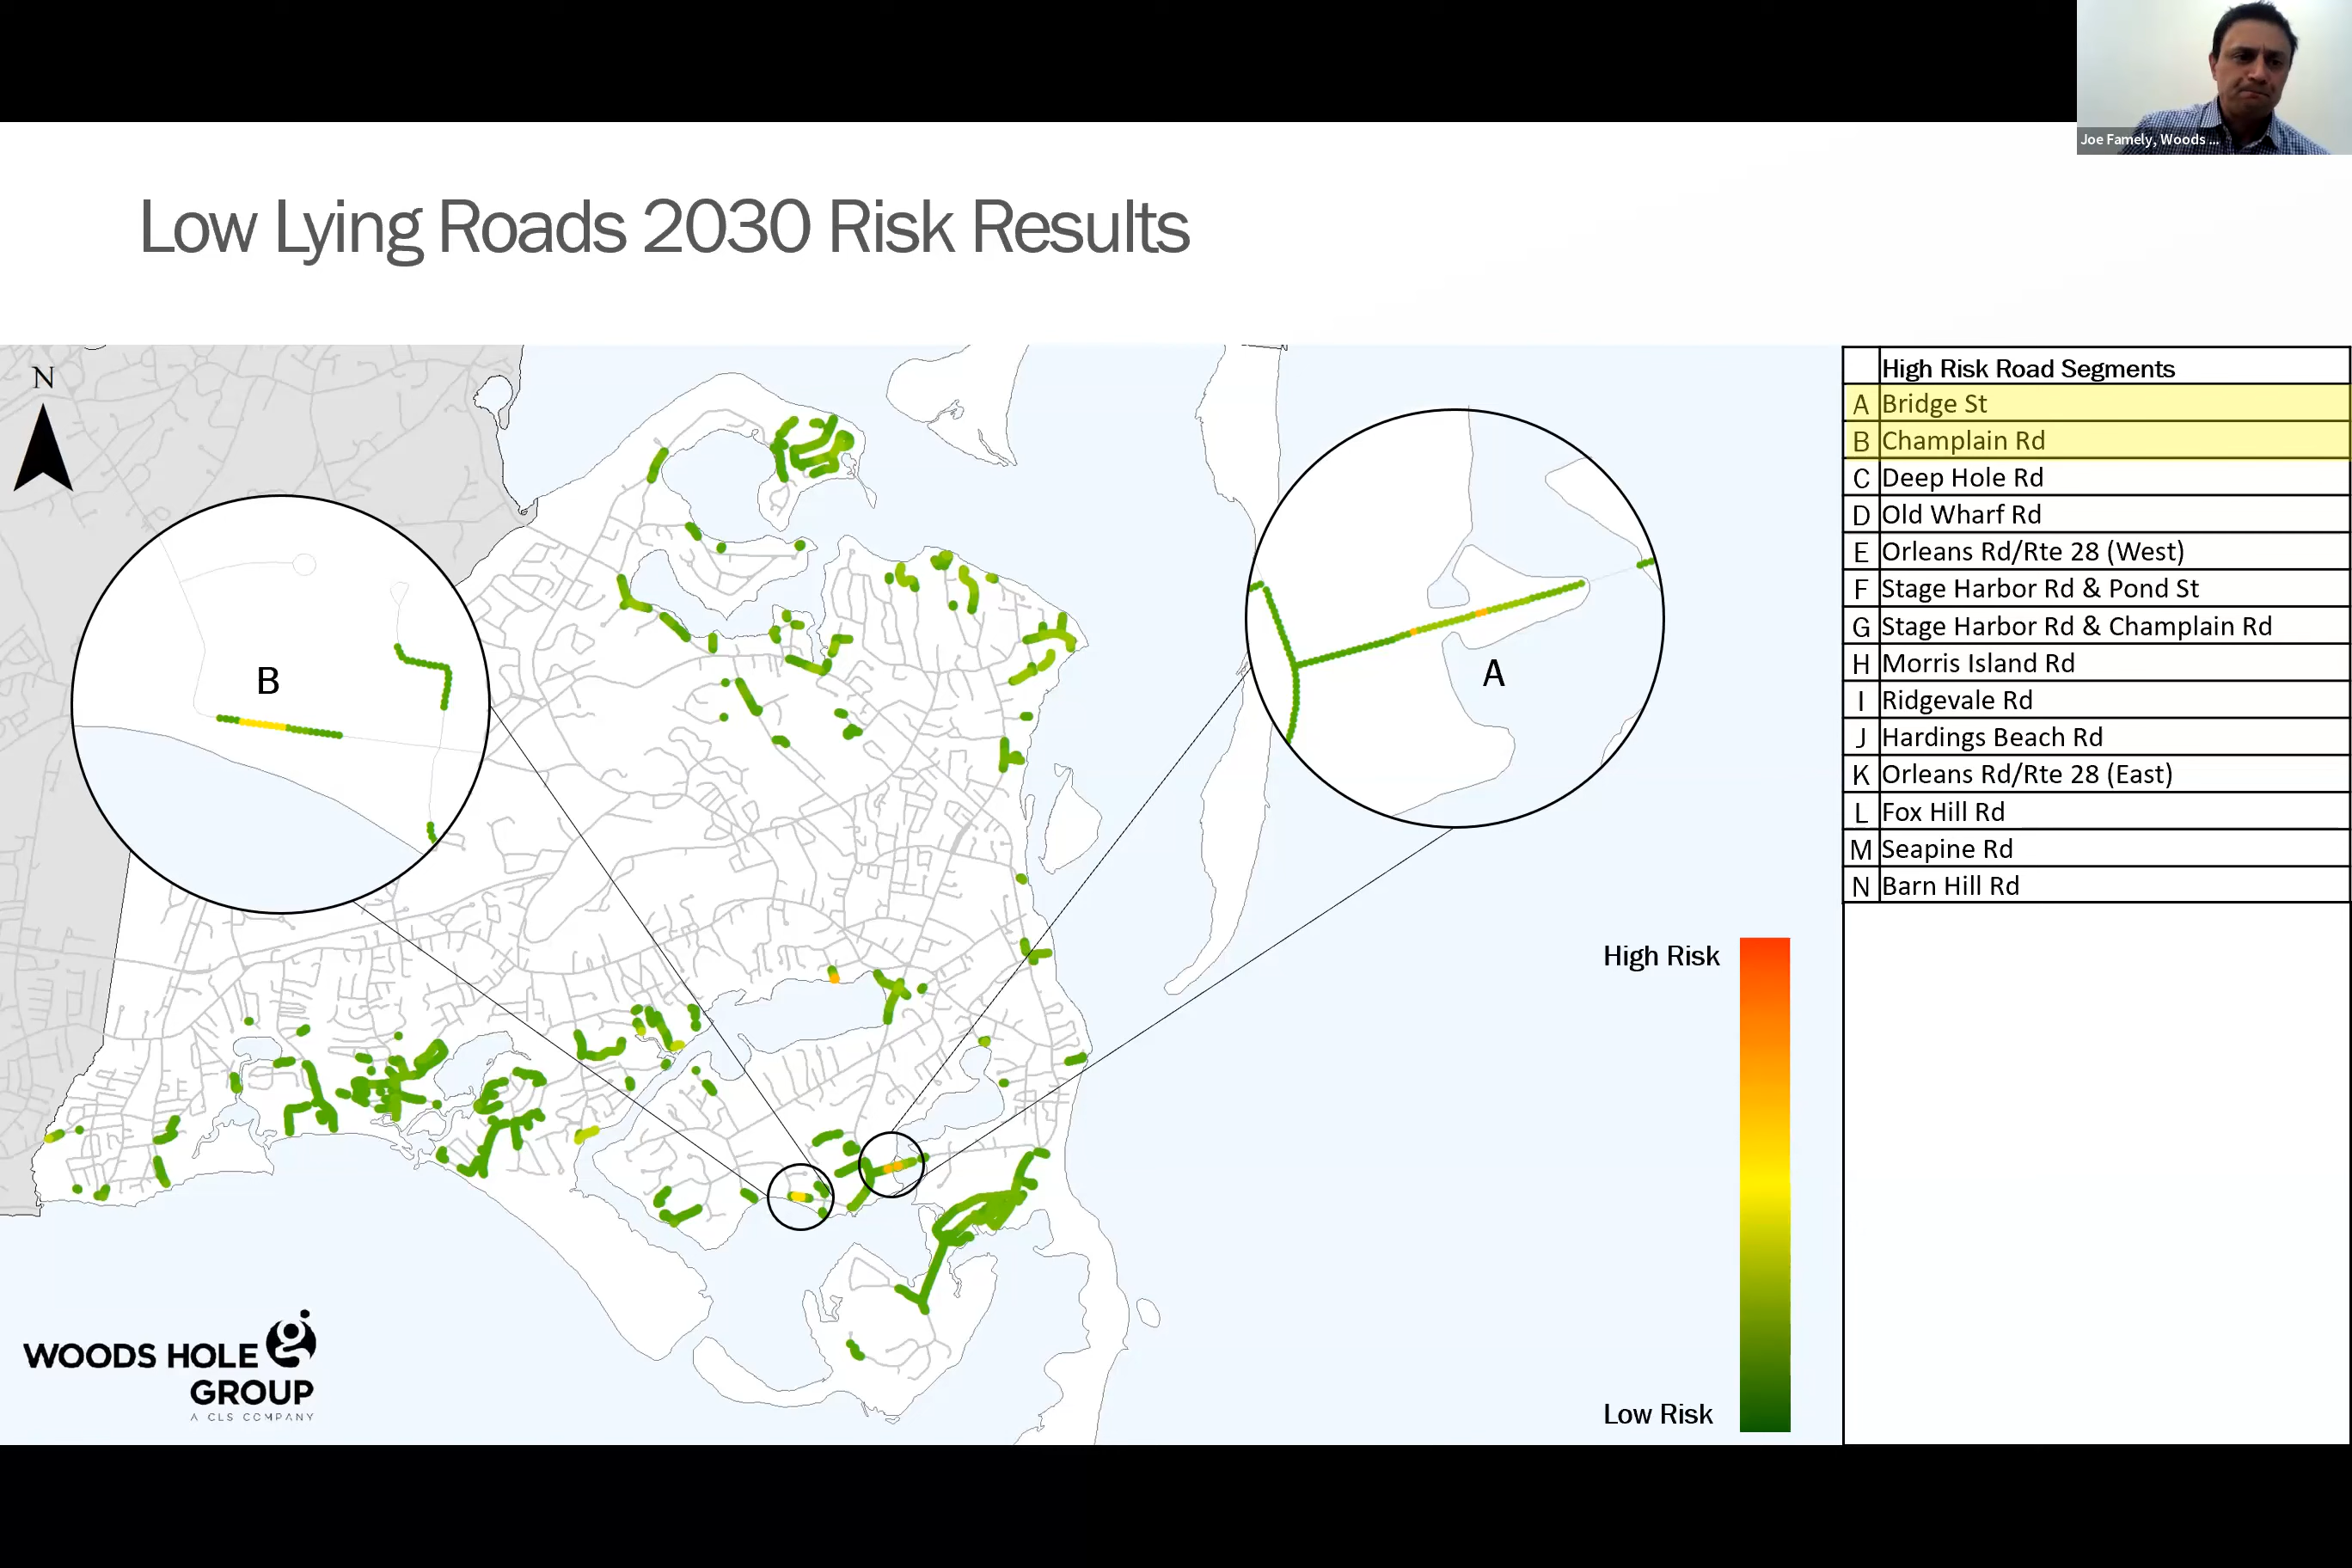 Joe Famely, Woods ...
Low Lying Roads 2030 Risk Results
N
B
A
High Risk Road Segments
A Bridge St
B Champlain Rd
C Deep Hole Rd
D Old Wharf Rd
E Orleans Rd/Rte 28 (West)
F Stage Harbor Rd & Pond St
G Stage Harbor Rd & Champlain Rd
H Morris Island Rd
I Ridgevale Rd
J Hardings Beach Rd
K Orleans Rd/Rte 28 (East)
L Fox Hill Rd
M Seapine Rd
N Barn Hill Rd
High Risk
Low Risk
WOODS HOLE
GROUP
A CLS COMPANY